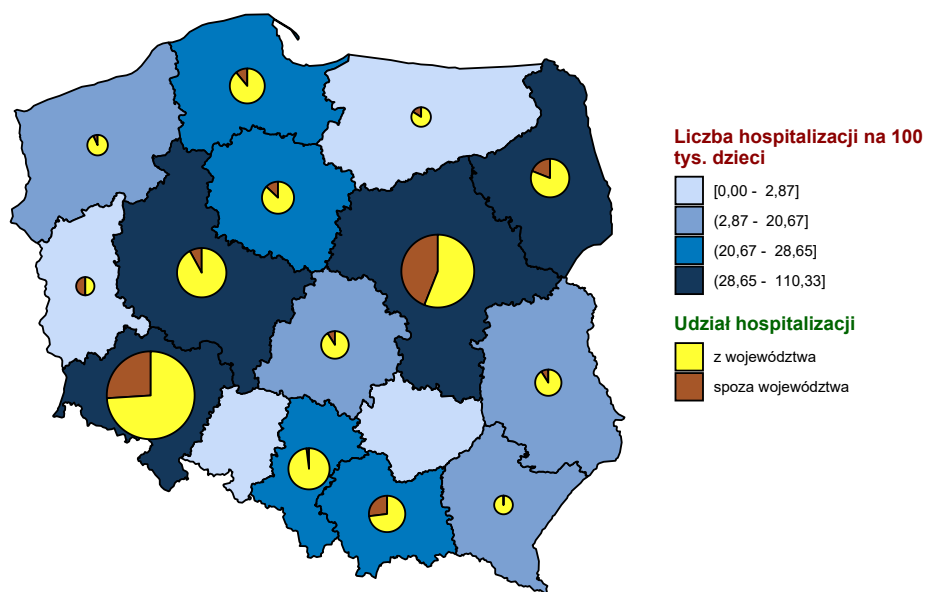 Liczba hospitalizacji na 100
tys. dzieci
[0,00 - 2,87]
(2,87 - 20,67]
(20,67 - 28,65]
(28,65 - 110,33]
Udział hospitalizacji
z województwa
spoza województwa